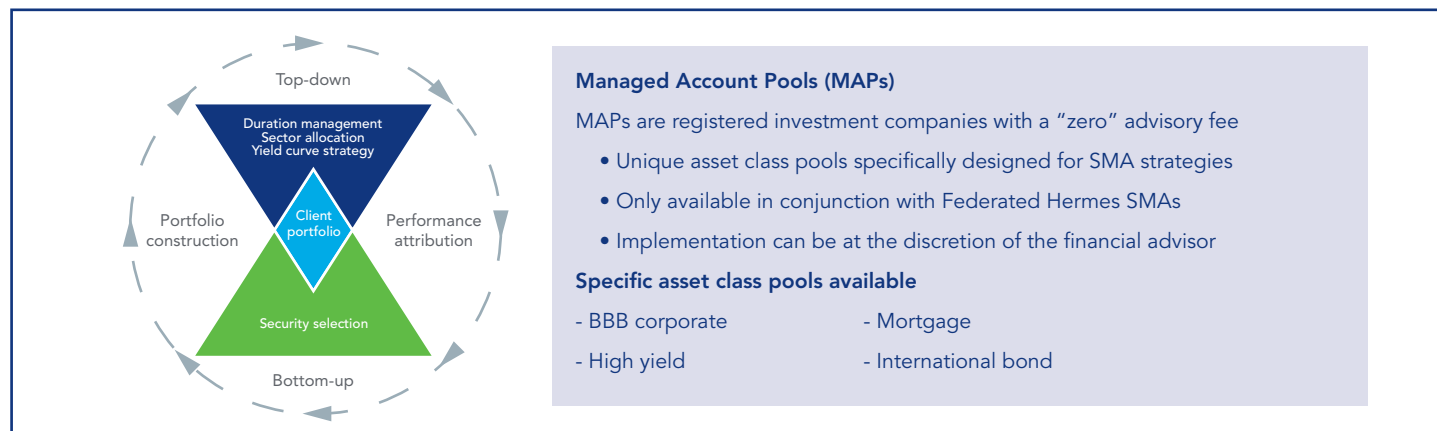 Top-down
Duration management
Sector allocation
Yield curve strategy
Client
portfolio
Portfolio
construction
Performance
attribution
Security selection
Bottom-up
Managed Account Pools (MAPs)
MAPs are registered investment companies with a “zero” advisory fee
• Unique asset class pools specifically designed for SMA strategies
• Only available in conjunction with Federated Hermes SMAs
• Implementation can be at the discretion of the financial advisor
Specific asset class pools available
- BBB corporate
- Mortgage
- High yield
- International bond